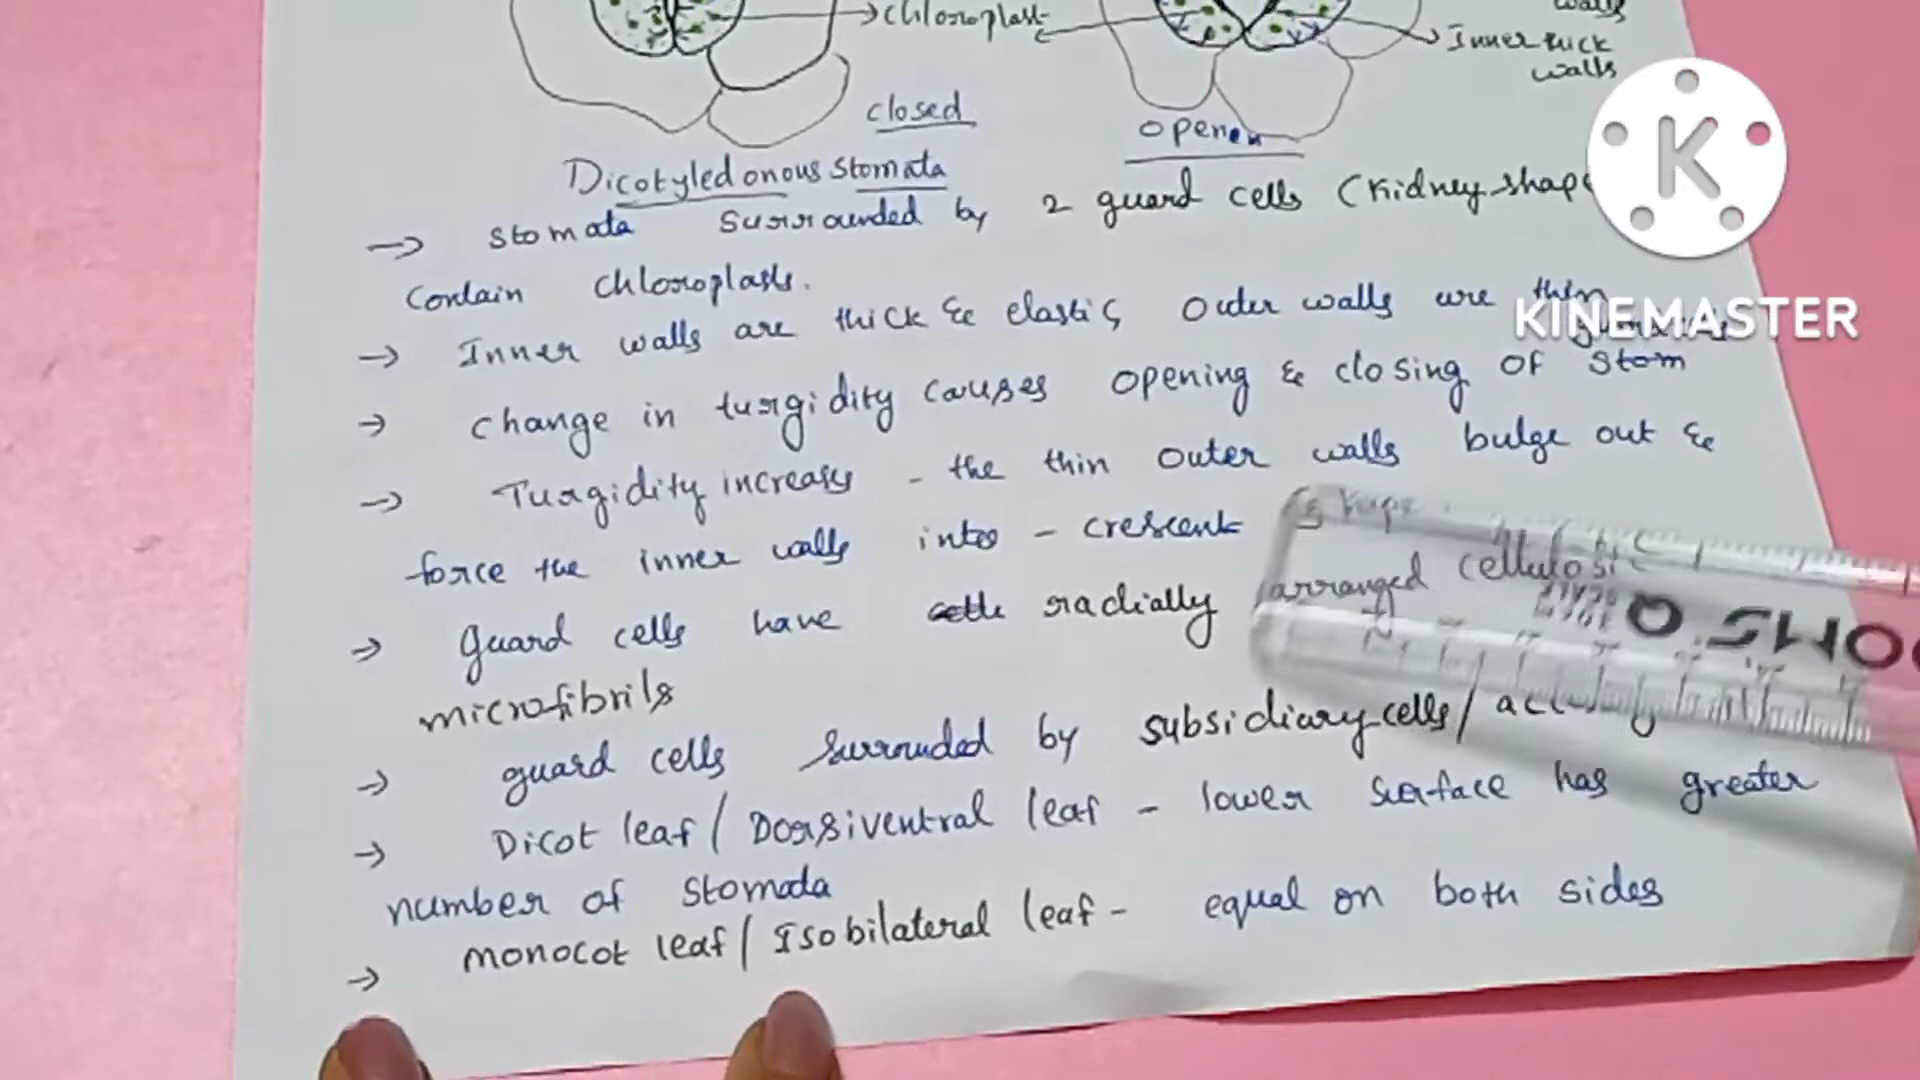 walls
chloroplast
Inner thick
walls
closed
opened
Dicotyledonous Stomata
→ stomata surrounded by 2 guard cells (Kidney-shape
contain chloroplasts.
→ Inner walls are thick & elastic, Outer walls are thin
→ change in turgidity causes opening & closing of stom
→ Turgidity increases - the thin outer walls bulge out &
force the inner walls into - crescent shape.
→ guard cells have radially arranged cellulosic
microfibrils
→ guard cells surrouded by subsidiary cells/
→ Dicot leaf / Dorsiventral leaf - lower surface has greater
number of stomata
→ monocot leaf / Isobilateral leaf - equal on both sides
K
KINEMASTER